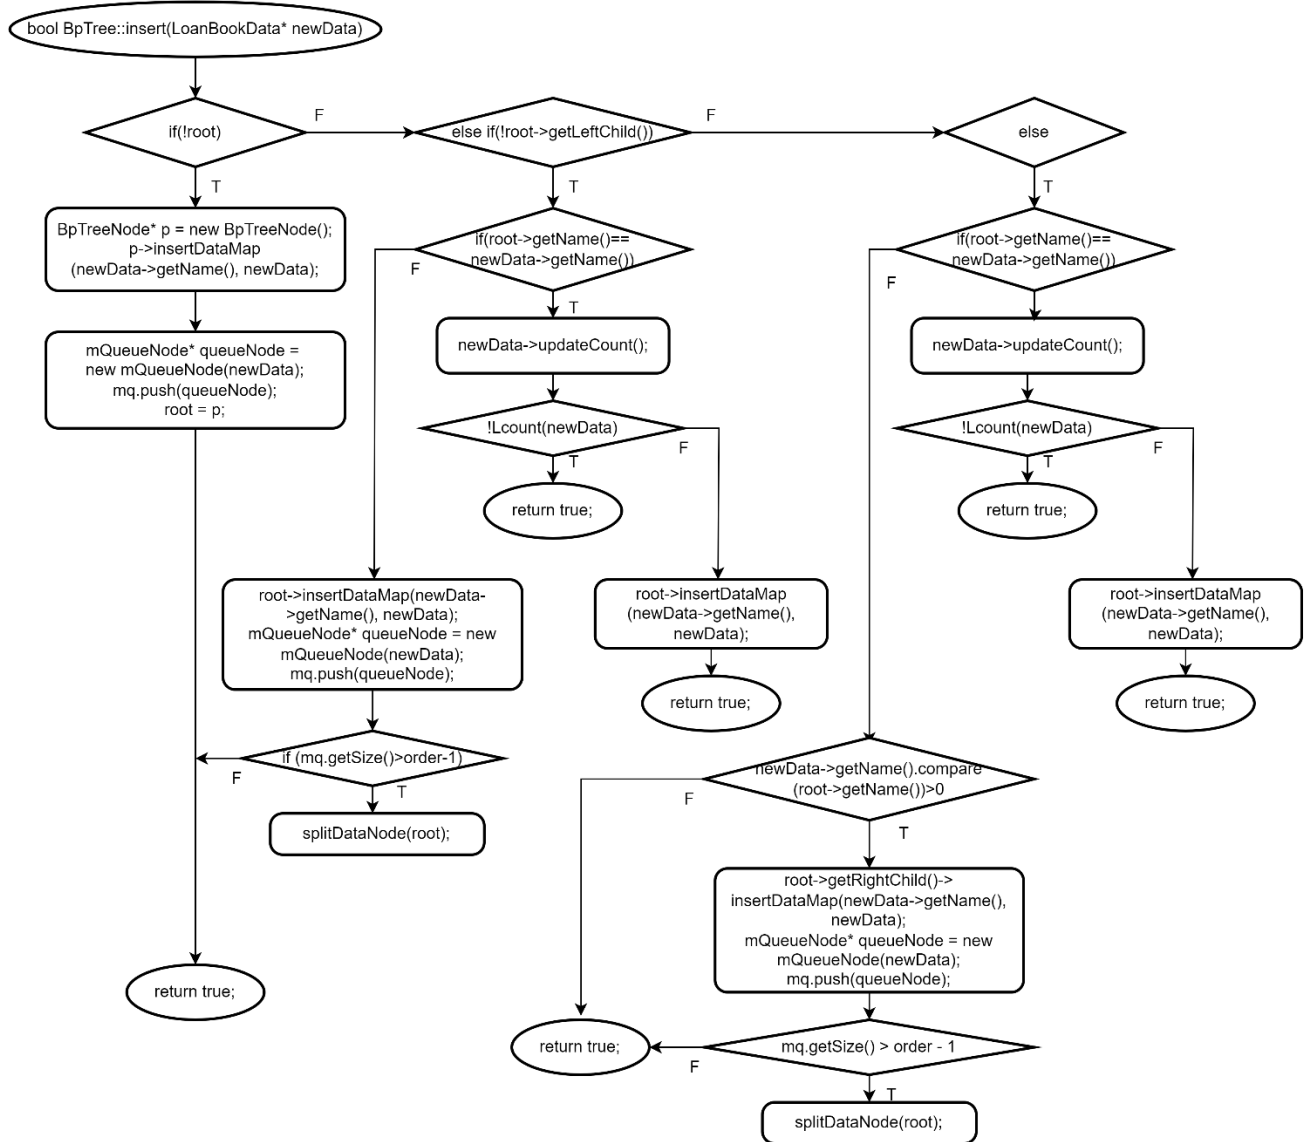 bool BpTree::insert(LoanBookData* newData)
F
F
if(!root)
else if(!root->getLeftChild())
else
T
T
T
BpTreeNode* p = new BpTreeNode();
p->insertDataMap
(newData->getName(), newData);
if(root->getName()==
newData->getName())
F
if(root->getName()==
newData->getName())
F
T
mQueueNode* queueNode =
new mQueueNode(newData);
mq.push(queueNode);
root = p;
newData->updateCount();
newData->updateCount();
!Lcount(newData)
F
T
!Lcount(newData)
F
T
return true;
return true;
root->insertDataMap(newData-
>getName(), newData);
mQueueNode* queueNode = new
mQueueNode(newData);
mq.push(queueNode);
root->insertDataMap
(newData->getName(),
newData);
root->insertDataMap
(newData->getName(),
newData);
return true;
return true;
if (mq.getSize()>order-1)
F
T
newData->getName().compare
(root->getName())>0
F
T
splitDataNode(root);
root->getRightChild()->
insertDataMap(newData->getName(),
newData);
mQueueNode* queueNode = new
mQueueNode(newData);
mq.push(queueNode);
return true;
return true;
mq.getSize() > order - 1
F
T
splitDataNode(root);